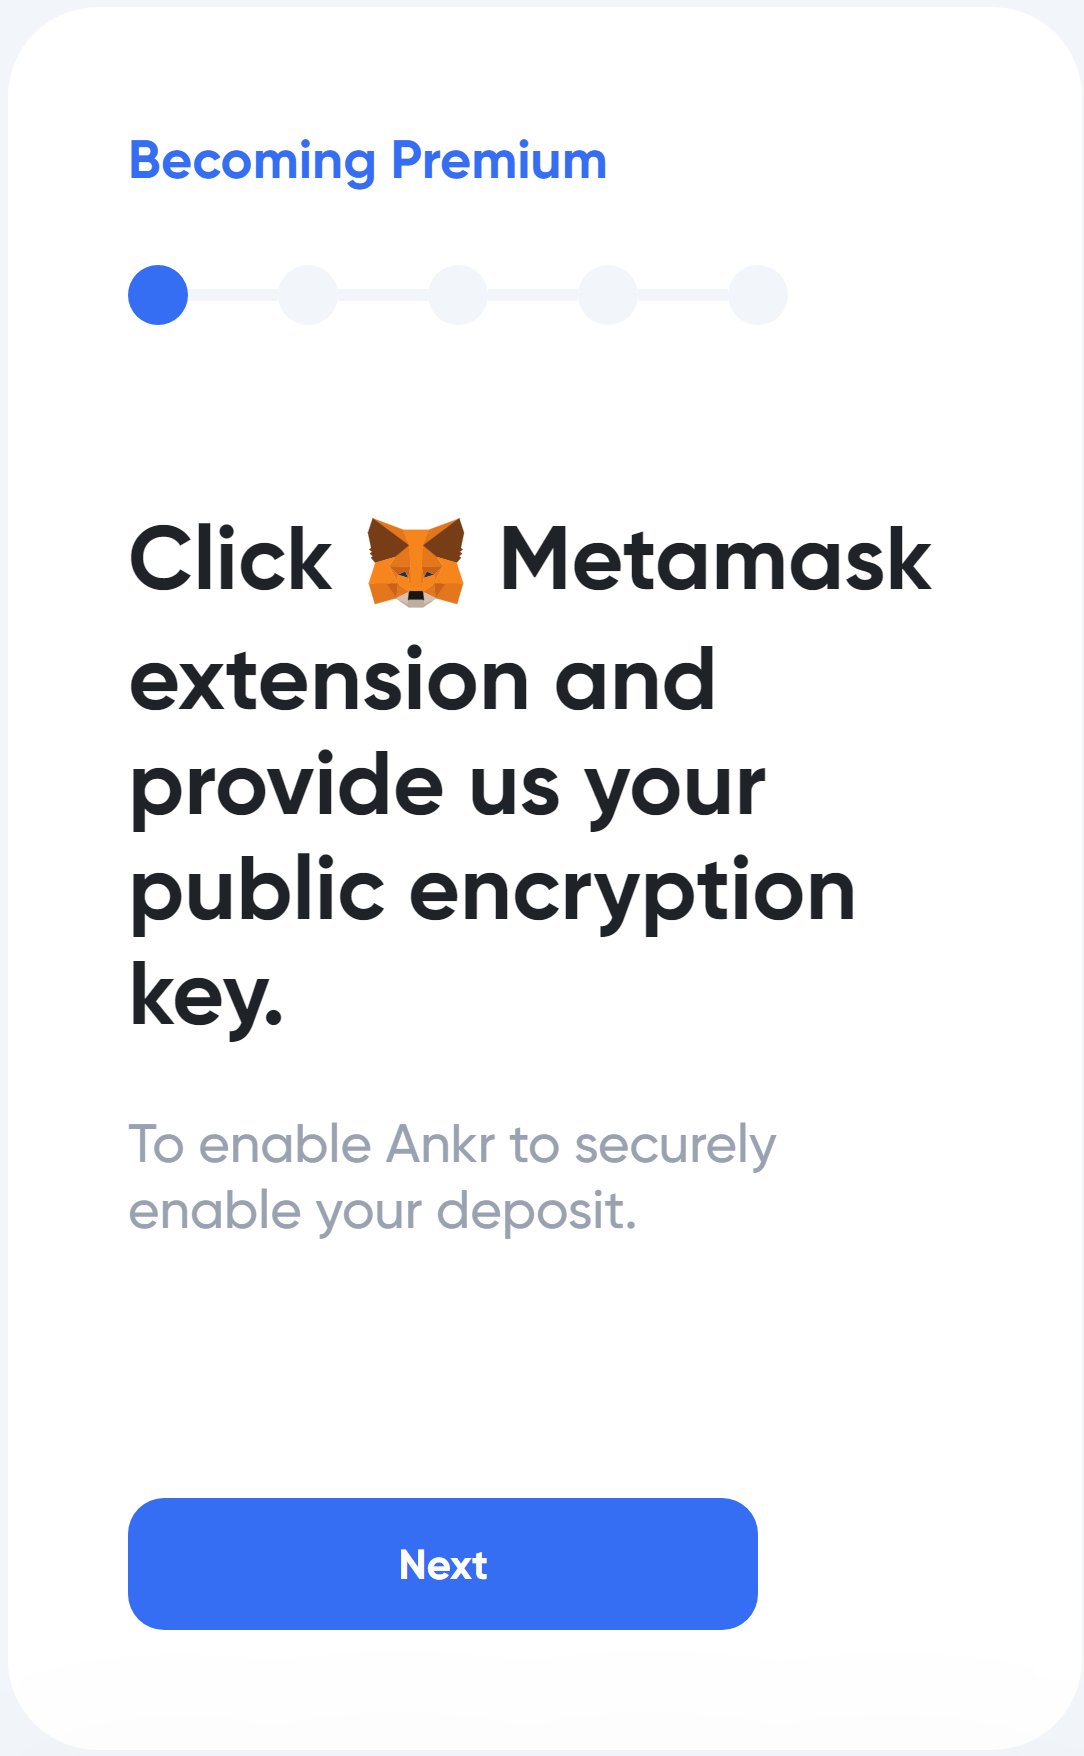 Becoming Premium
Click Metamask
extension and
provide us your
public encryption
key.
To enable Ankr to securely
enable your deposit.
Next